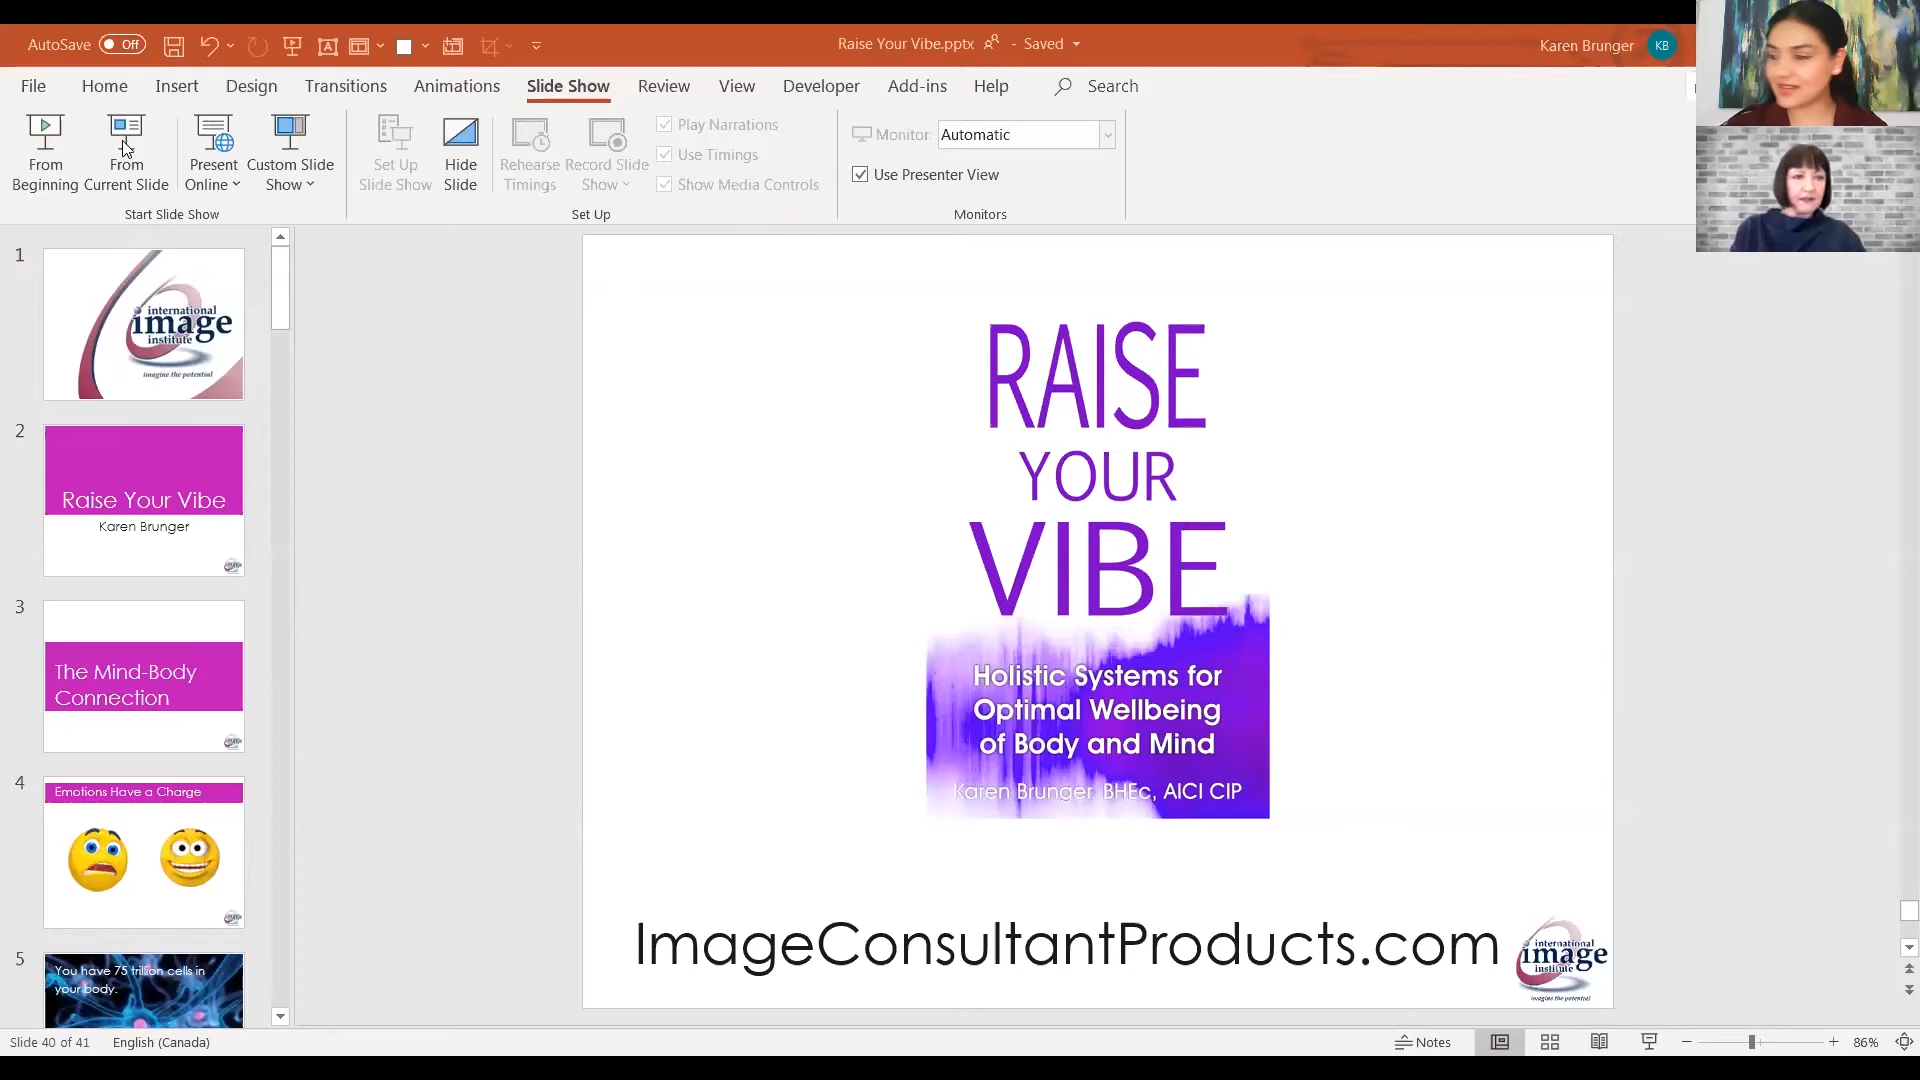 AutoSave Off
Raise Your Vibe.pptx - Saved
Karen Brunger KB
File Home Insert Design Transitions Animations Slide Show Review View Developer Add-ins Help Search
From Beginning
From Current Slide
Present Online
Custom Slide Show
Start Slide Show
Set Up Slide Show
Hide Slide
Rehearse Timings
Record Slide Show
Play Narrations
Use Timings
Show Media Controls
Set Up
Monitor: Automatic
Use Presenter View
Monitors
1
international
image
institute
imagine the potential
2
Raise Your Vibe
Karen Brunger
3
The Mind-Body
Connection
4
Emotions Have a Charge
5
You have 75 trillion cells in
your body.
RAISE
YOUR
VIBE
Holistic Systems for
Optimal Wellbeing
of Body and Mind
Karen Brunger, BHEc, AICI CIP
ImageConsultantProducts.com
international
image
institute
imagine the potential
Slide 40 of 41 English (Canada)
Notes
86%